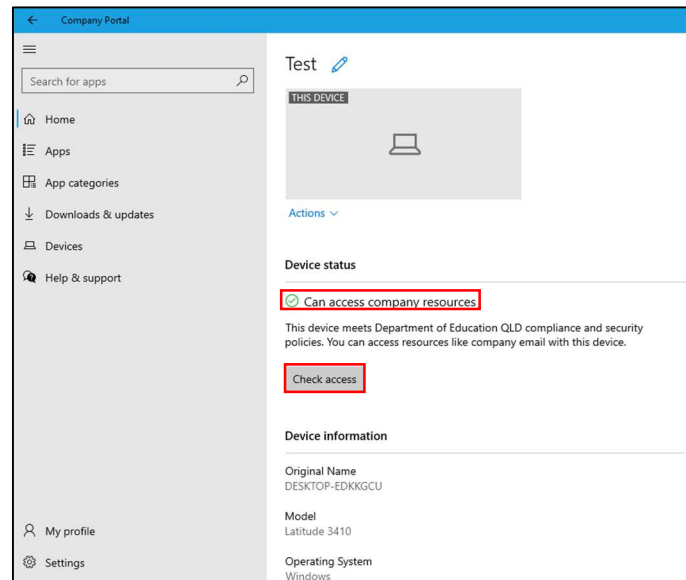 Company Portal
Search for apps
Home
Apps
App categories
Downloads & updates
Devices
Help & support
My profile
Settings
Test
THIS DEVICE
Actions
Device status
Can access company resources
This device meets Department of Education QLD compliance and security
policies. You can access resources like company email with this device.
Check access
Device information
Original Name
DESKTOP-EDKKGCU
Model
Latitude 3410
Operating System
Windows